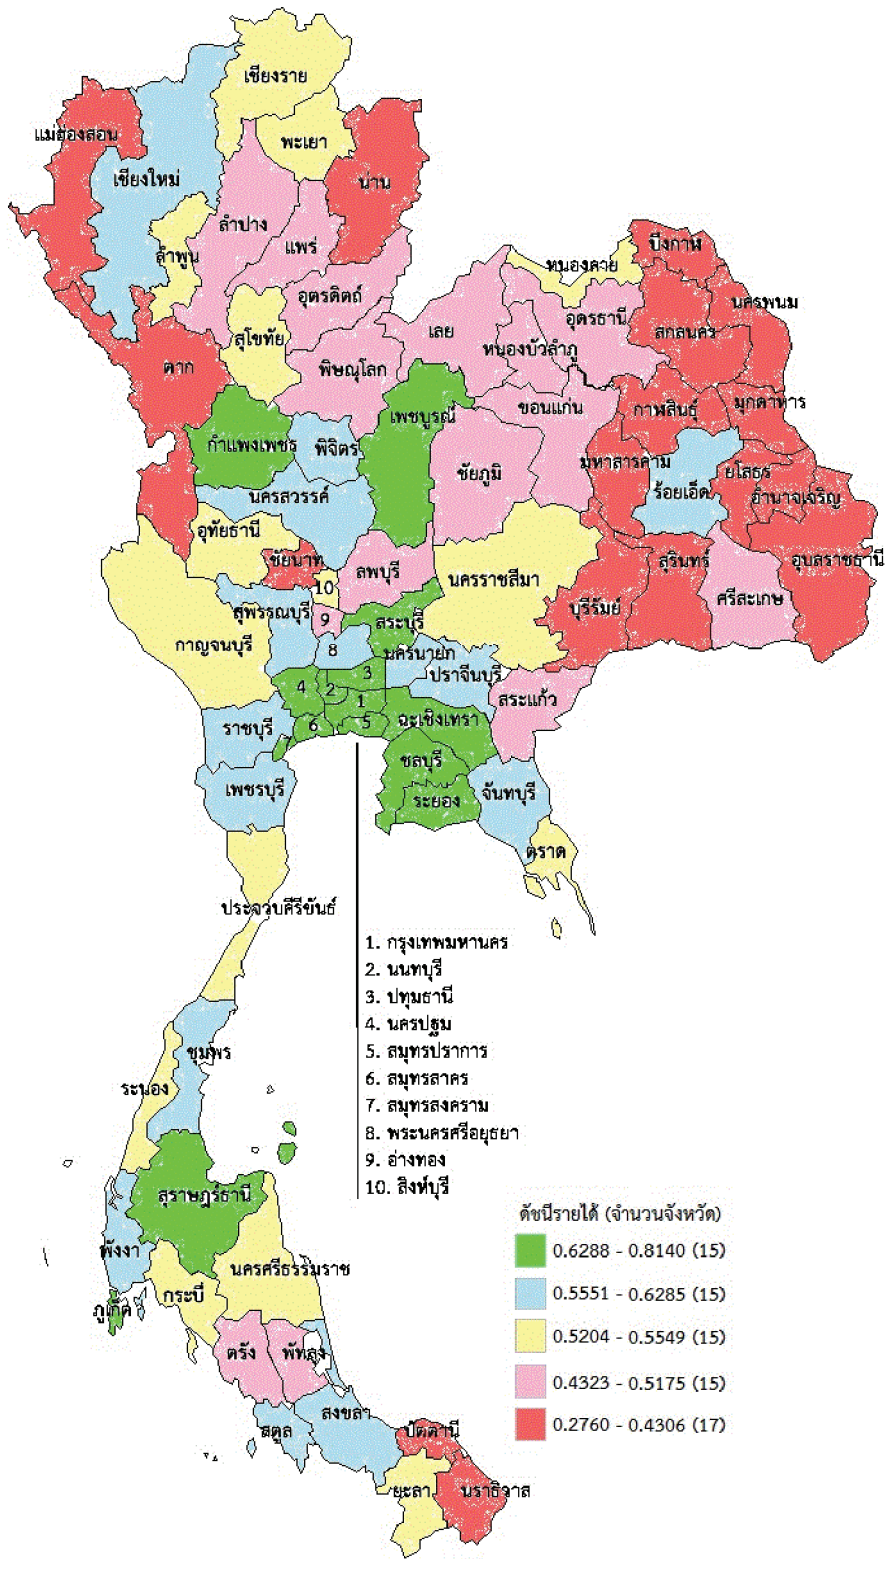 เชียงราย
พะเยา
แม่ฮ่องสอน
เชียงใหม่
น่าน
ลำปาง
แพร่
ลำพูน
บึงกาฬ
หนองคาย
อุตรดิตถ์
นครพนม
อุดรธานี
สกลนคร
เลย
สุโขทัย
หนองบัวลำภู
ตาก
พิษณุโลก
มุกดาหาร
ขอนแก่น
กาฬสินธุ์
เพชรบูรณ์
กำแพงเพชร
พิจิตร
มหาสารคาม
ชัยภูมิ
ยโสธร
ร้อยเอ็ด
นครสวรรค์
อำนาจเจริญ
อุทัยธานี
ชัยนาท
อุบลราชธานี
สุรินทร์
ลพบุรี
นครราชสีมา
10
ศรีสะเกษ
สุพรรณบุรี
บุรีรัมย์
9
สระบุรี
กาญจนบุรี
8
นครนายก
3
ปราจีนบุรี
4
2
1
สระแก้ว
ราชบุรี
6
5
ฉะเชิงเทรา
7
ชลบุรี
เพชรบุรี
ระยอง
จันทบุรี
ตราด
ประจวบคีรีขันธ์
1. กรุงเทพมหานคร
2. นนทบุรี
3. ปทุมธานี
4. นครปฐม
5. สมุทรปราการ
6. สมุทรสาคร
7. สมุทรสงคราม
8. พระนครศรีอยุธยา
9. อ่างทอง
10. สิงห์บุรี
ชุมพร
ระนอง
สุราษฎร์ธานี
พังงา
นครศรีธรรมราช
กระบี่
ภูเก็ต
ตรัง
พัทลุง
สงขลา
สตูล
ปัตตานี
ยะลา
นราธิวาส
ดัชนีรายได้ (จำนวนจังหวัด)
0.6288 - 0.8140 (15)
0.5551 - 0.6285 (15)
0.5204 - 0.5549 (15)
0.4323 - 0.5175 (15)
0.2760 - 0.4306 (17)